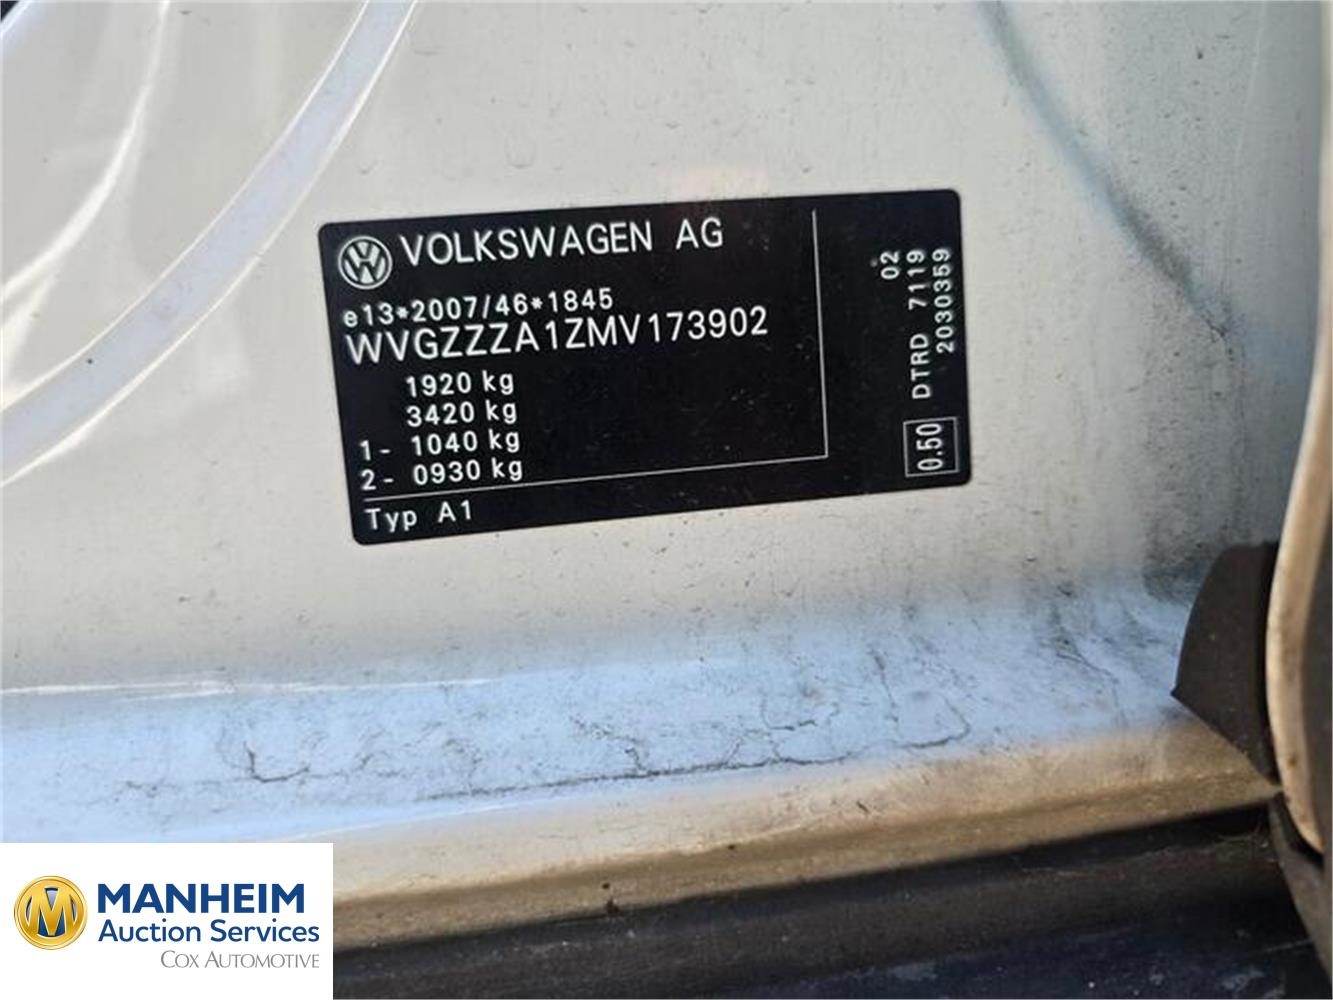 VOLKSWAGEN AG
e13*2007/46*1845
WVGZZZA1ZMV173902
1920 kg
3420 kg
1- 1040 kg
2- 0930 kg
Typ A1
02
DTRD 7119
2030359
0.50
MANHEIM
Auction Services
COX AUTOMOTIVE